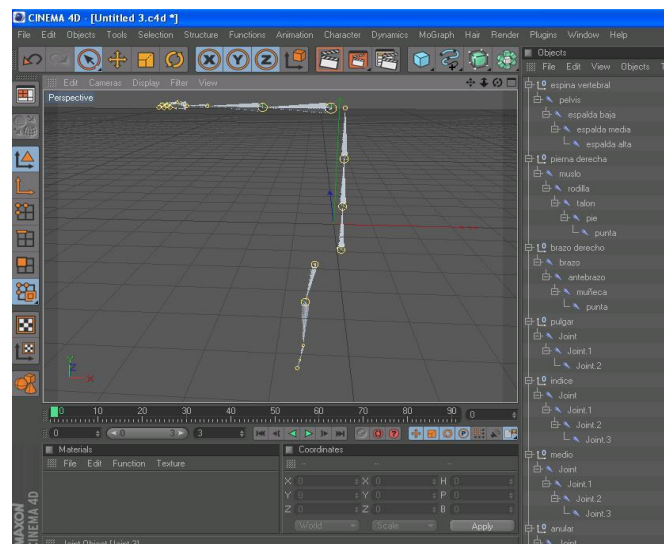 CINEMA 4D - [Untitled 3.c4d *]
File Edit Objects Tools Selection Structure Functions Animation Character Dynamics MoGraph Hair Render Plugins Window Help
Objects
File Edit View Objects
Edit Cameras Display Filter View
Perspective
espina vertebral
pelvis
espalda baja
espalda media
espalda alta
pierna derecha
muslo
rodilla
talon
pie
punta
brazo derecho
brazo
antebrazo
muñeca
punta
pulgar
Joint
Joint.1
Joint.2
indice
Joint
Joint.1
Joint.2
Joint.3
medio
Joint
Joint.1
Joint.2
Joint.3
anular
Joint
Y
Z
X
0 10 20 30 40 50 60 70 80 90 0
0 0 3 3
Materials
File Edit Function Texture
Coordinates
X 0 X 0 H 0
Y 0 Y 0 P 0
Z 0 Z 0 B 0
World Scale Apply
MAXON
CINEMA 4D
Joint Object [Joint.3]